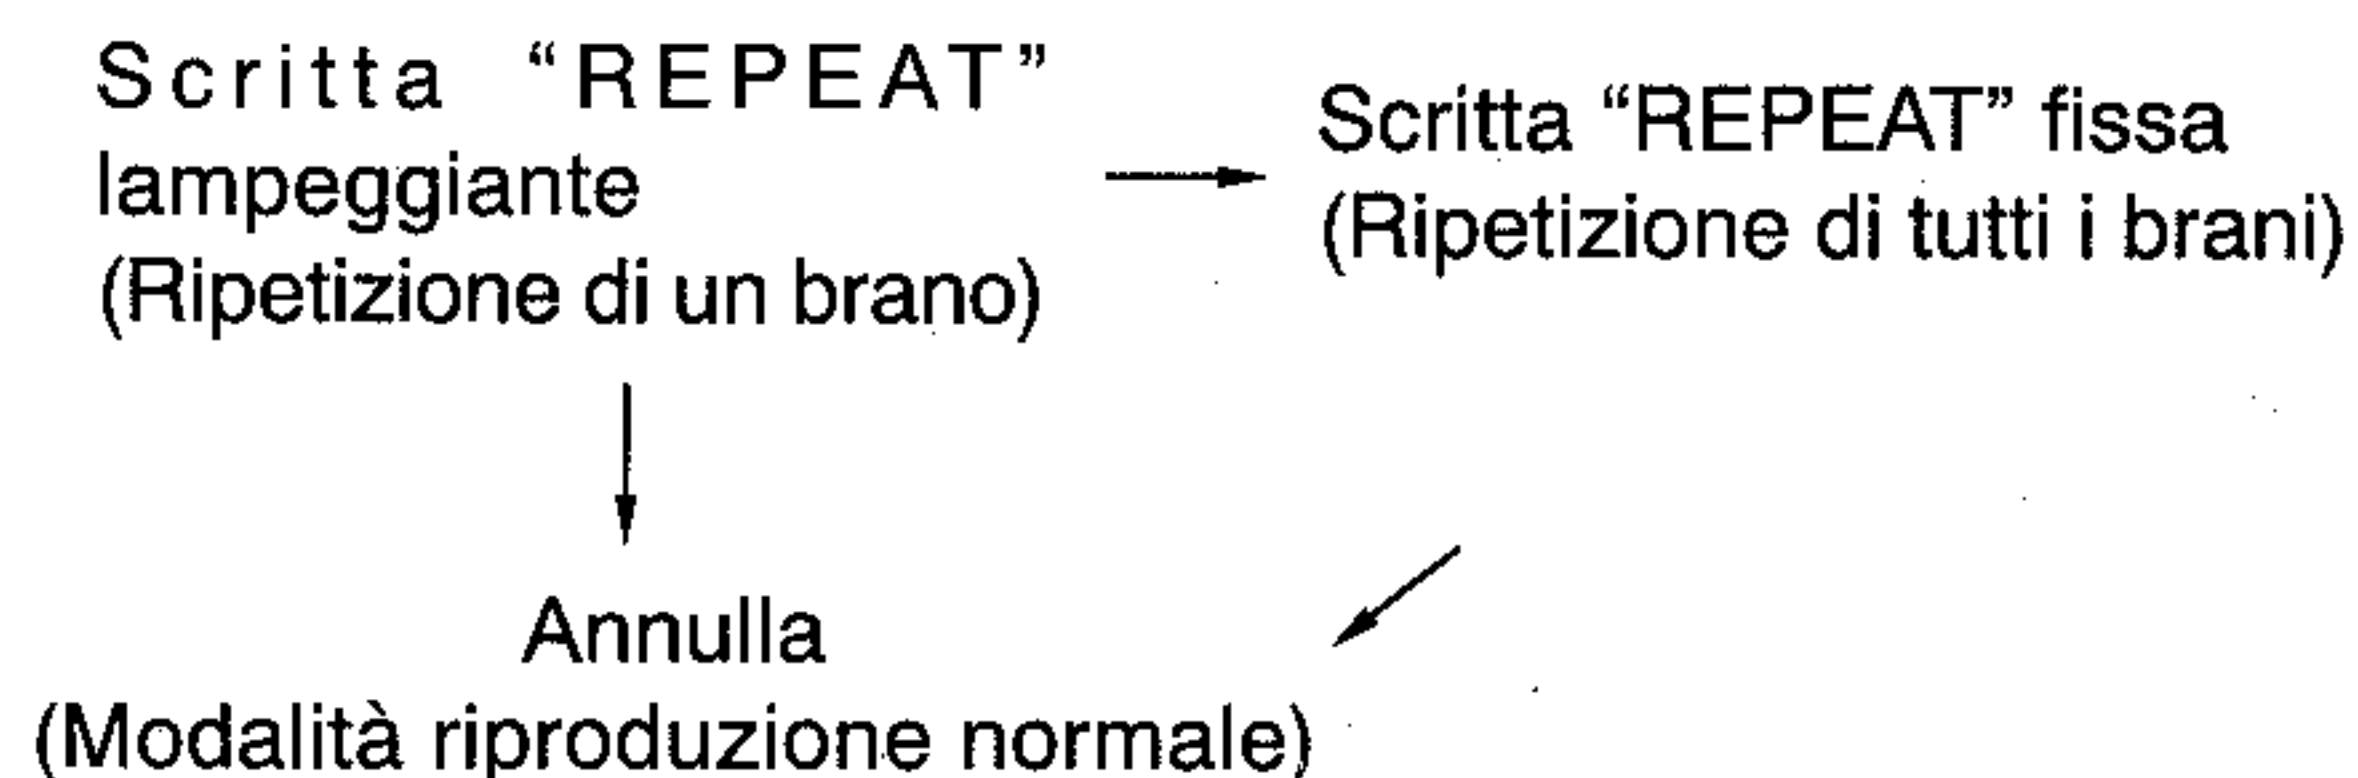 Scritta “REPEAT”
lampeggiante
(Ripetizione di un brano)
Scritta “REPEAT” fissa
(Ripetizione di tutti i brani)
Annulla
(Modalità riproduzione normale)